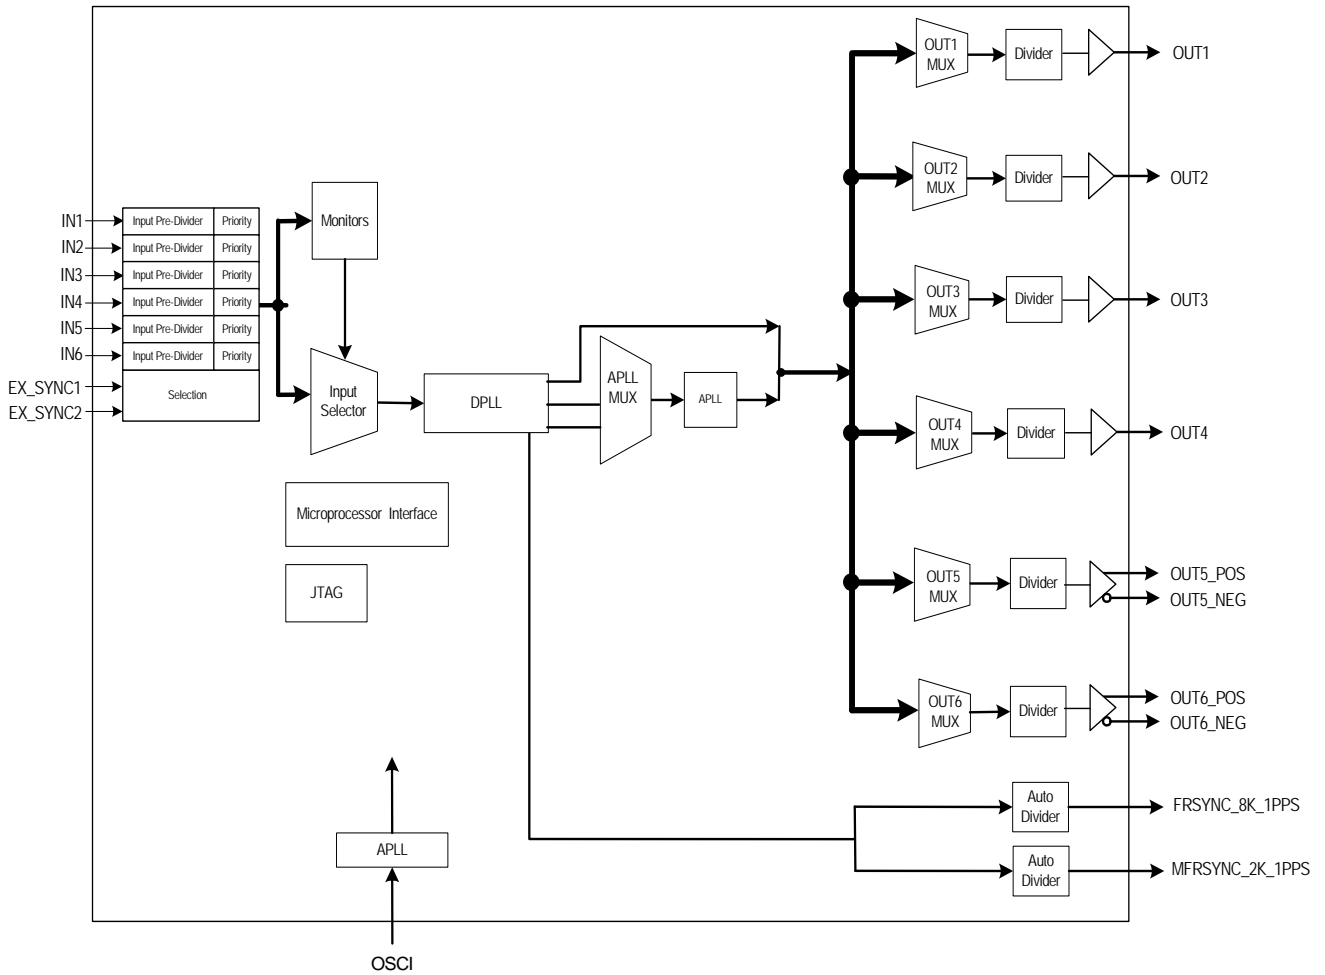 OUT1
MUX
Divider
OUT1
OUT2
MUX
Divider
OUT2
Monitors
IN1
Input Pre-Divider
Priority
IN2
Input Pre-Divider
Priority
IN3
Input Pre-Divider
Priority
IN4
Input Pre-Divider
Priority
IN5
Input Pre-Divider
Priority
IN6
Input Pre-Divider
Priority
EX_SYNC1
EX_SYNC2
Selection
Input
Selector
DPLL
APLL
MUX
APLL
OUT3
MUX
Divider
OUT3
OUT4
MUX
Divider
OUT4
Microprocessor Interface
JTAG
OUT5
MUX
Divider
OUT5_POS
OUT5_NEG
OUT6
MUX
Divider
OUT6_POS
OUT6_NEG
Auto
Divider
FRSYNC_8K_1PPS
APLL
Auto
Divider
MFRSYNC_2K_1PPS
OSCI